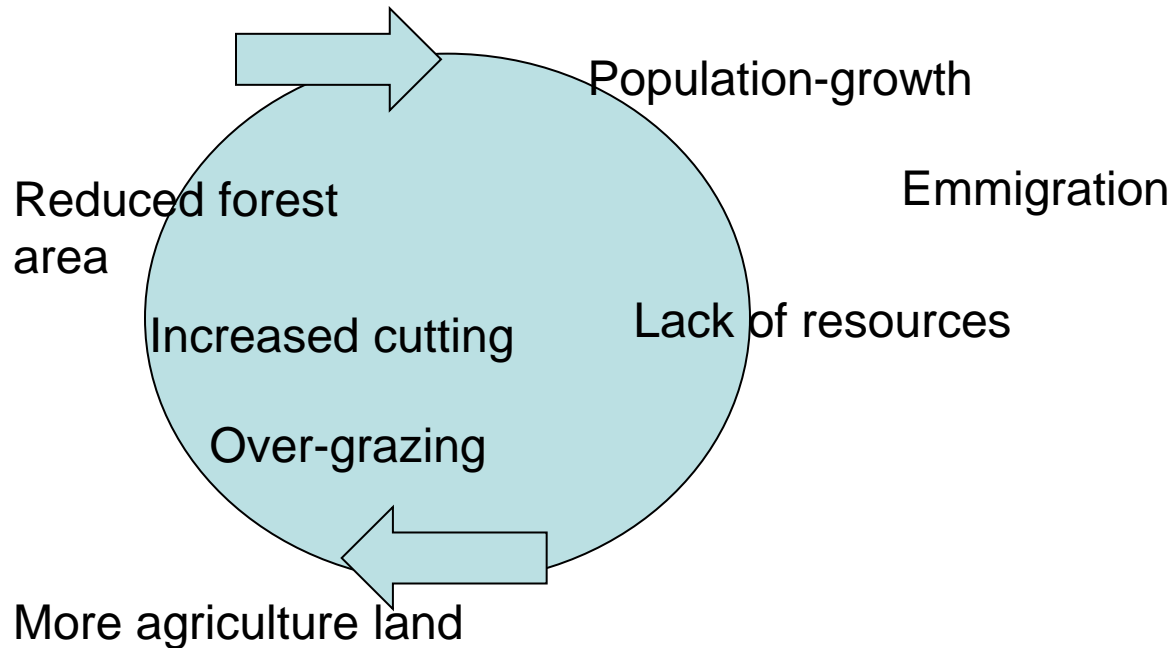 Population-growth
Emmigration
Reduced forest
area
Lack of resources
Increased cutting
Over-grazing
More agriculture land